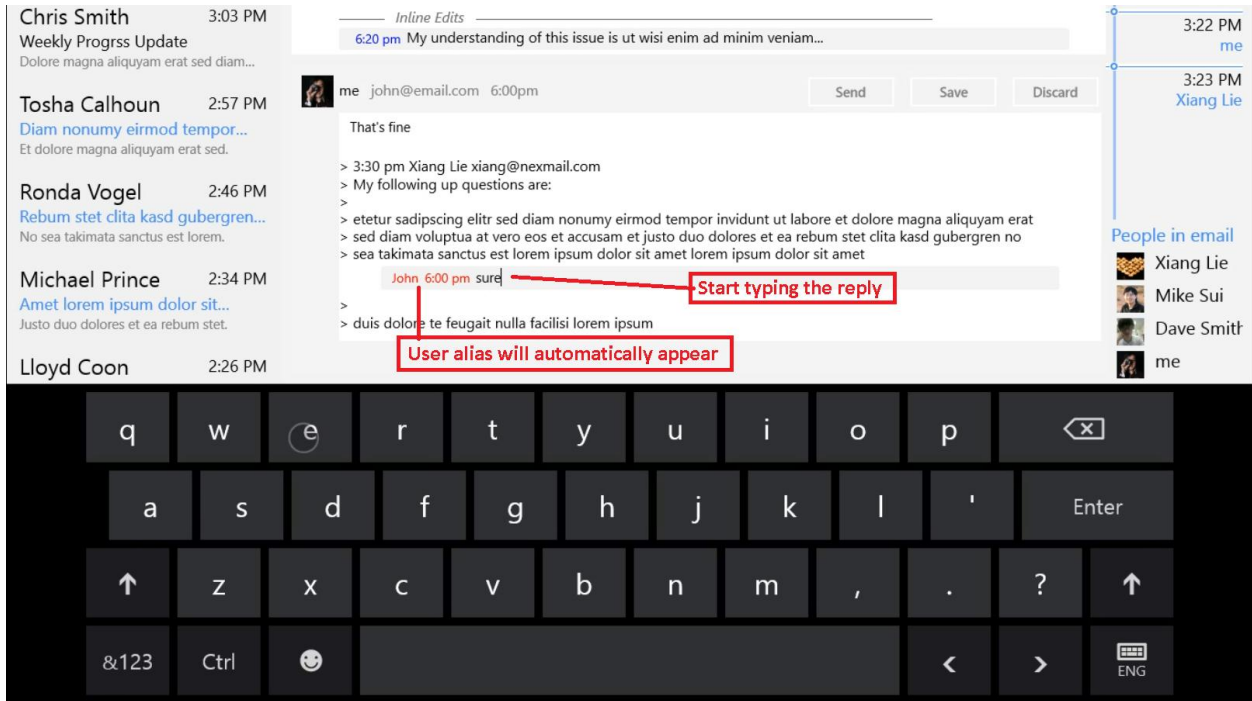 Chris Smith 3:03 PM
Weekly Progrss Update
Dolore magna aliquyam erat sed diam...
Tosha Calhoun 2:57 PM
Diam nonumy eirmod tempor...
Et dolore magna aliquyam erat sed.
Ronda Vogel 2:46 PM
Rebum stet clita kasd gubergren...
No sea takimata sanctus est lorem.
Michael Prince 2:34 PM
Amet lorem ipsum dolor sit...
Justo duo dolores et ea rebum stet.
Lloyd Coon 2:26 PM
Inline Edits
6:20 pm My understanding of this issue is ut wisi enim ad minim veniam...
me john@email.com 6:00pm
Send Save Discard
That's fine
> 3:30 pm Xiang Lie xiang@nexmail.com
> My following up questions are:
>
> etetur sadipscing elitr sed diam nonumy eirmod tempor invidunt ut labore et dolore magna aliquyam erat
> sed diam voluptua at vero eos et accusam et justo duo dolores et ea rebum stet clita kasd gubergren no
> sea takimata sanctus est lorem ipsum dolor sit amet lorem ipsum dolor sit amet
John 6:00 pm sure
Start typing the reply
>
> duis dolore te feugait nulla facilisi lorem ipsum
User alias will automatically appear
3:22 PM
me
3:23 PM
Xiang Lie
People in email
Xiang Lie
Mike Sui
Dave Smith
me
q w e r t y u i o p
a s d f g h j k l ' Enter
z x c v b n m , . ?
&123 Ctrl < > ENG